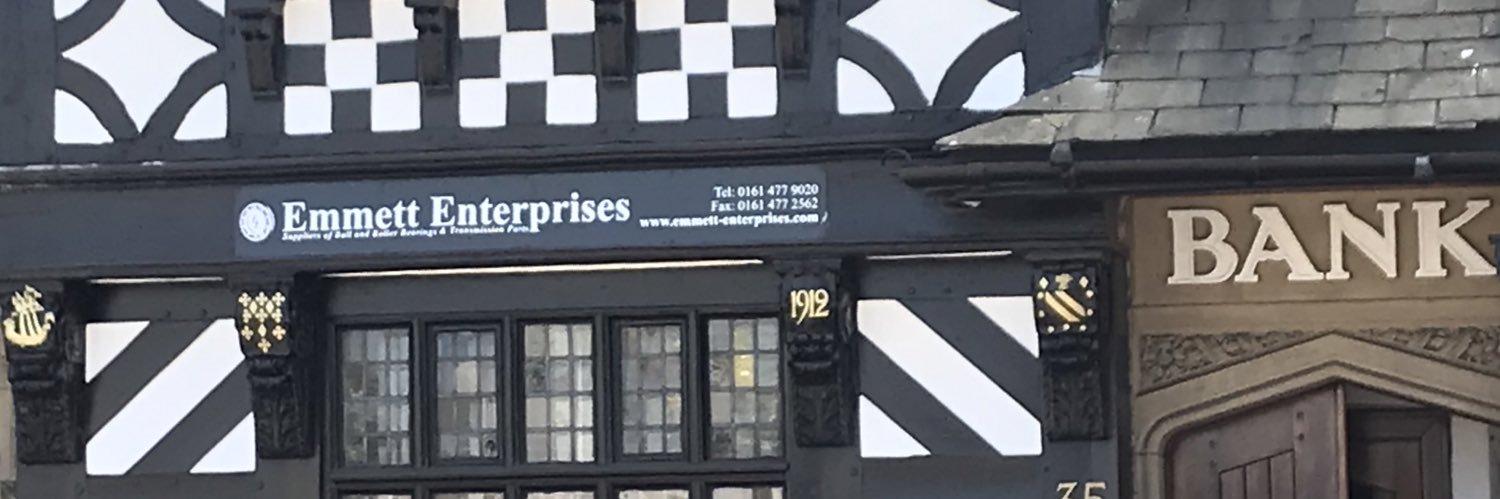 Emmett Enterprises
Suppliers of Ball and Roller Bearings & Transmission Parts
Tel: 0161 477 9020
Fax: 0161 477 2562
www.emmett-enterprises.com
1912
BANK
35